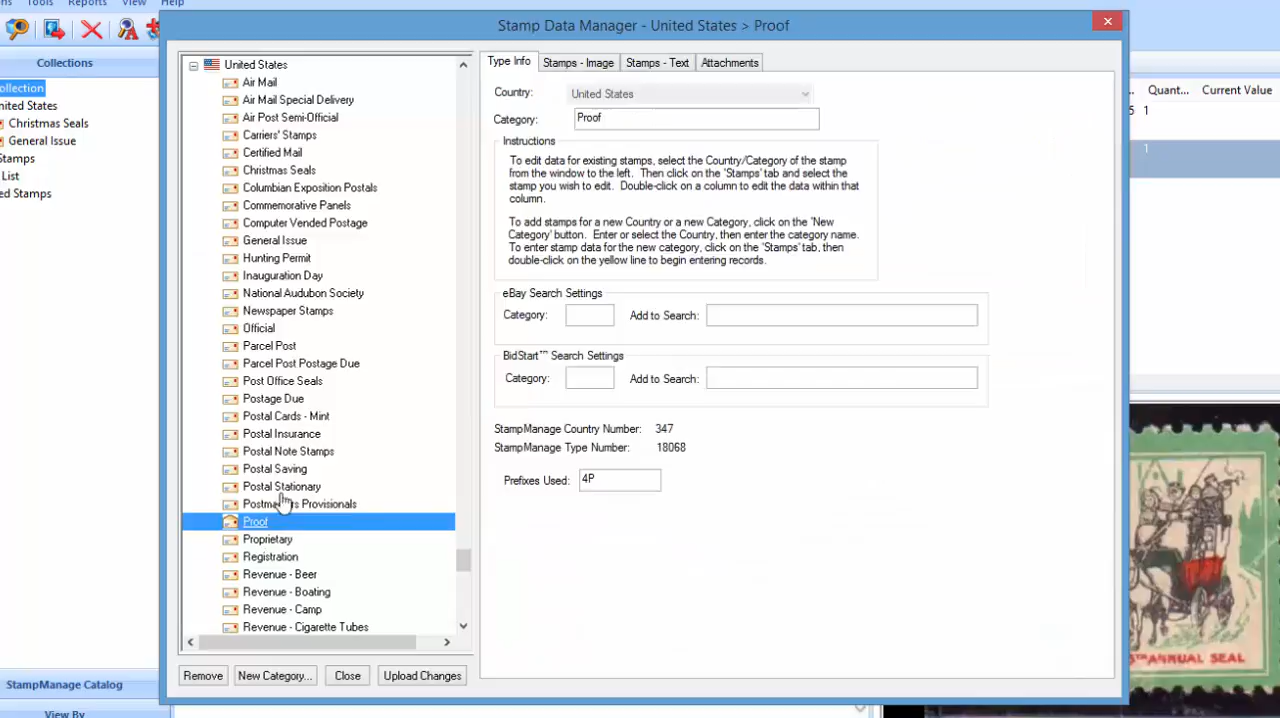 Tools Reports View Help
Stamp Data Manager - United States > Proof
Collections
ollection
nited States
Christmas Seals
General Issue
Stamps
List
ed Stamps
StampManage Catalog
View By
United States
Air Mail
Air Mail Special Delivery
Air Post Semi-Official
Carriers' Stamps
Certified Mail
Christmas Seals
Columbian Exposition Postals
Commemorative Panels
Computer Vended Postage
General Issue
Hunting Permit
Inauguration Day
National Audubon Society
Newspaper Stamps
Official
Parcel Post
Parcel Post Postage Due
Post Office Seals
Postage Due
Postal Cards - Mint
Postal Insurance
Postal Note Stamps
Postal Saving
Postal Stationary
Provisionals
Proof
Proprietary
Registration
Revenue - Beer
Revenue - Boating
Revenue - Camp
Revenue - Cigarette Tubes
Remove New Category... Close Upload Changes
Type Info Stamps - Image Stamps - Text Attachments
Country: United States
Category: Proof
Instructions
To edit data for existing stamps, select the Country/Category of the stamp
from the window to the left. Then click on the 'Stamps' tab and select the
stamp you wish to edit. Double-click on a column to edit the data within that
column.
To add stamps for a new Country or a new Category, click on the 'New
Category' button. Enter or select the Country, then enter the category name.
To enter stamp data for the new category, click on the 'Stamps' tab, then
double-click on the yellow line to begin entering records.
eBay Search Settings
Category: Add to Search:
BidStart™ Search Settings
Category: Add to Search:
StampManage Country Number: 347
StampManage Type Number: 18068
Prefixes Used: 4P
Quant... Current Value
5 1
1
TH ANNUAL SEAL